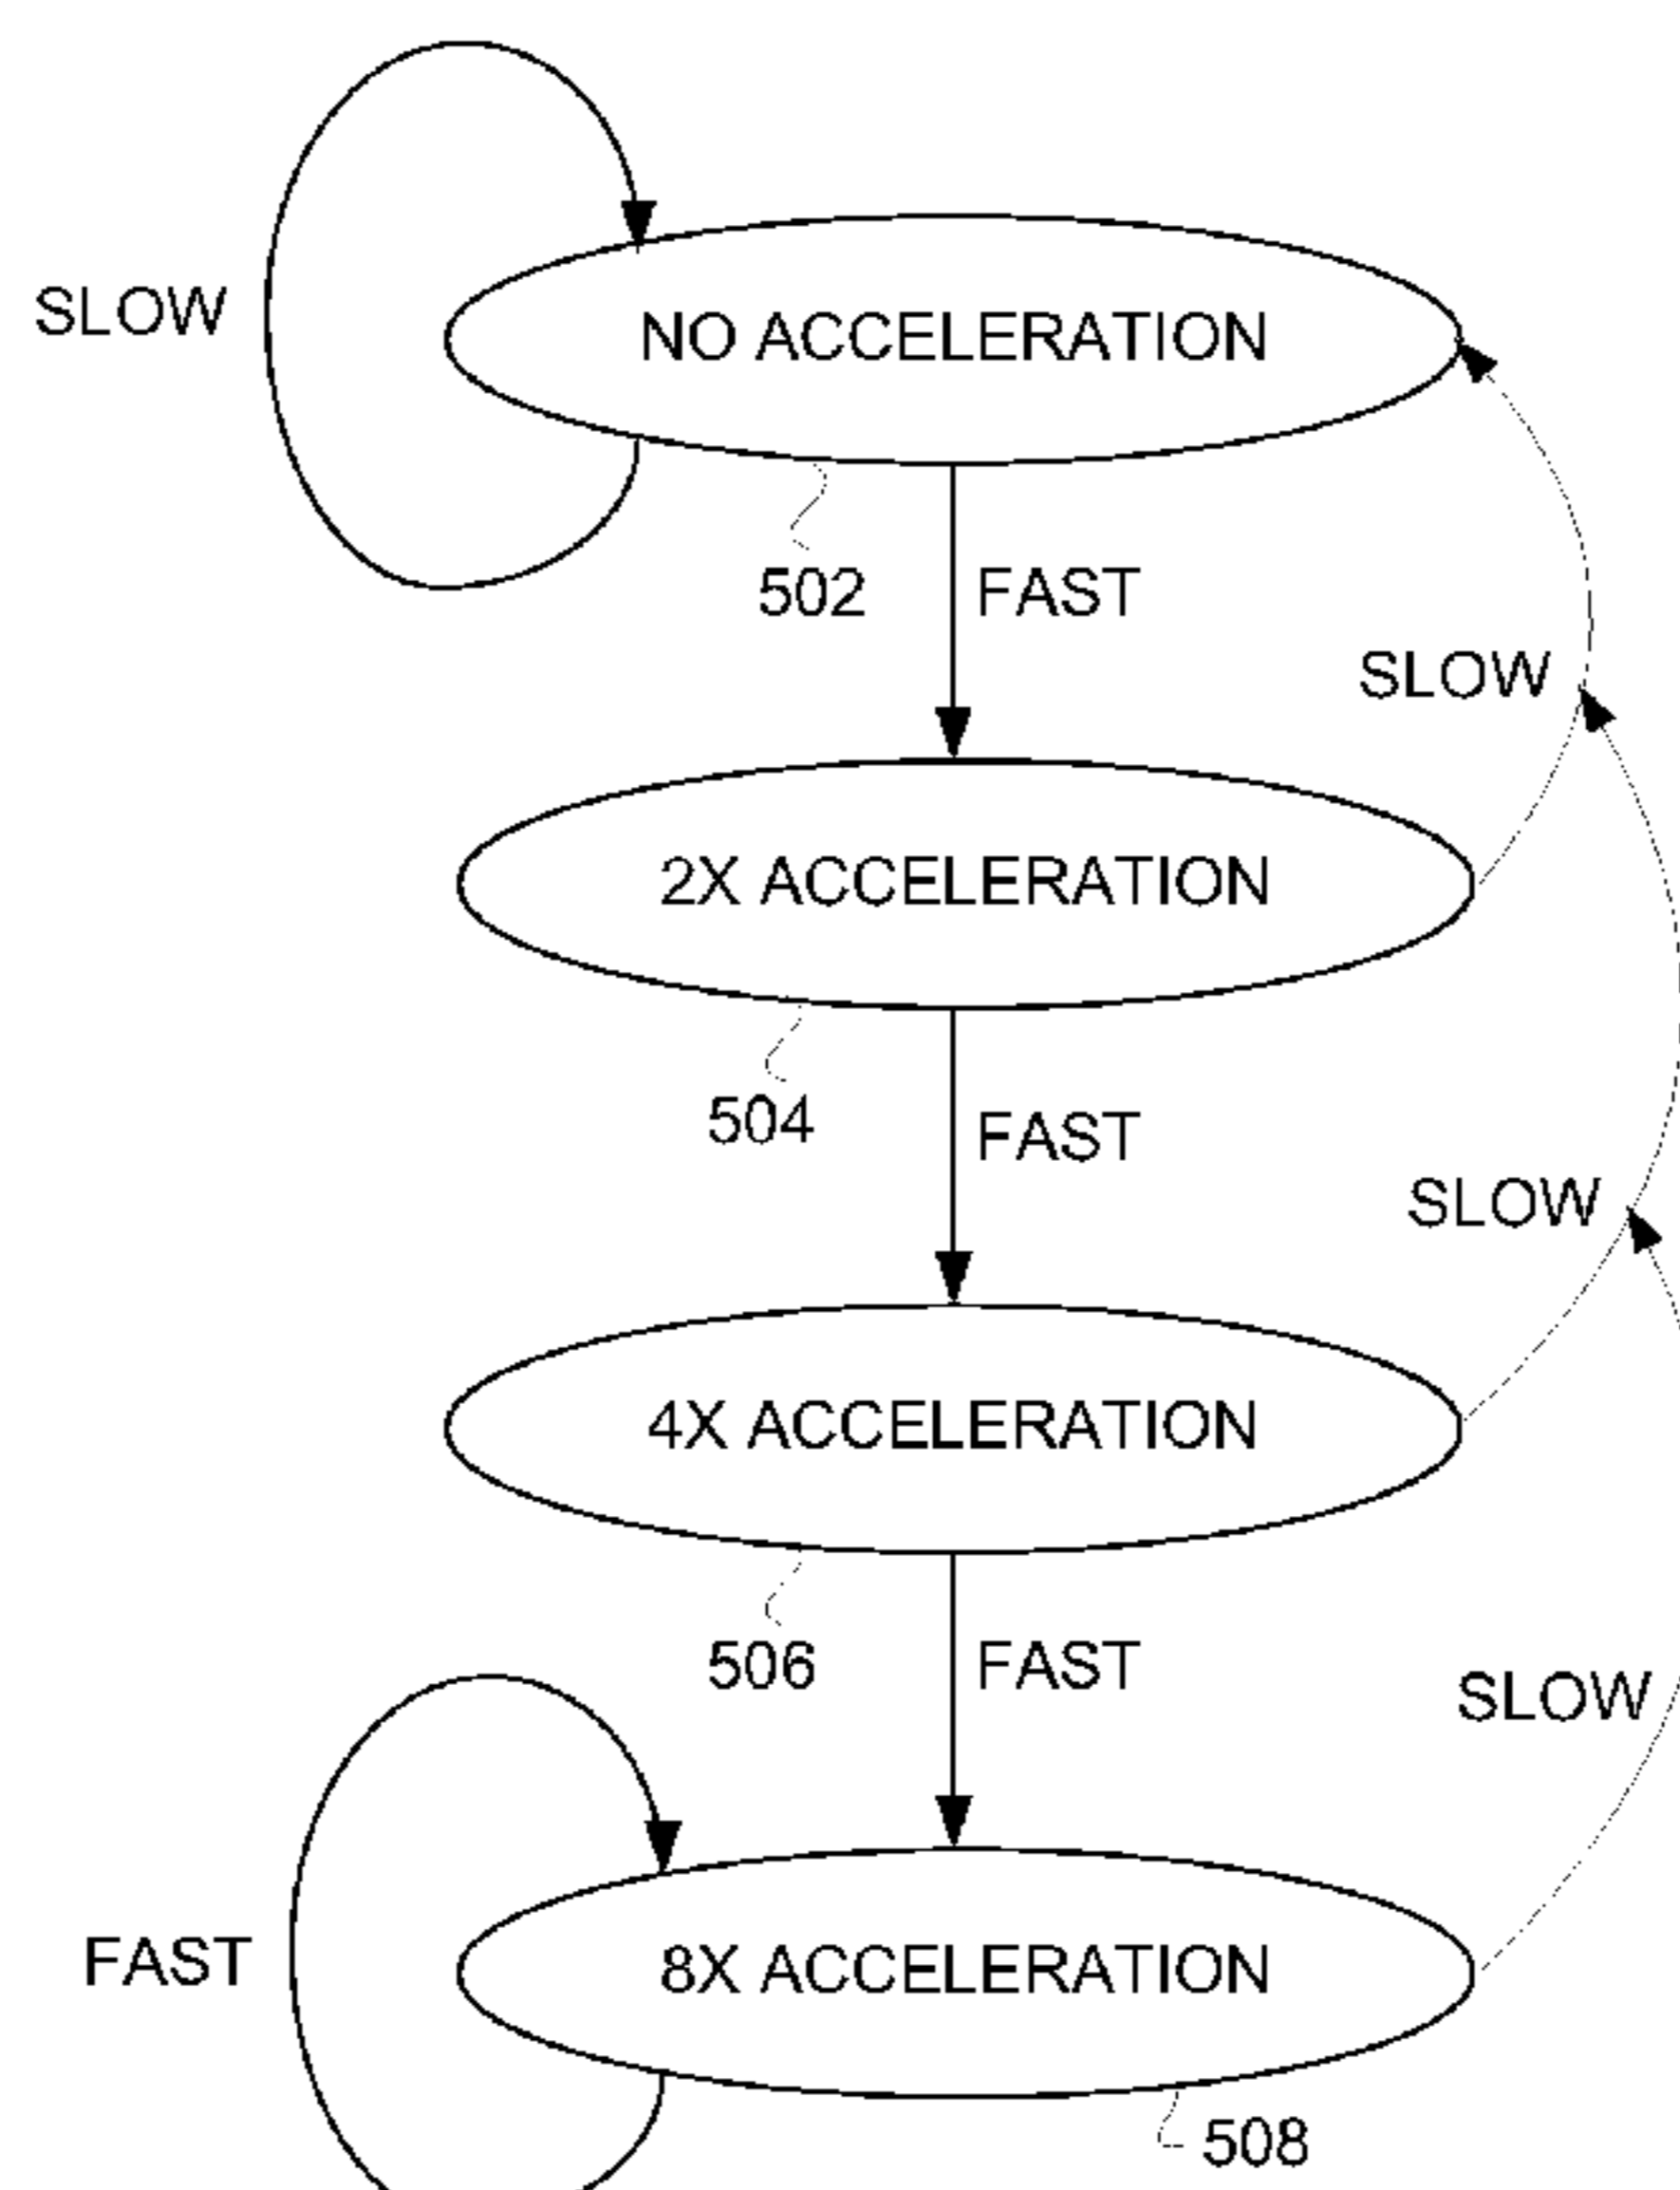 SLOW
NO ACCELERATION
502
FAST
SLOW
2X ACCELERATION
504
FAST
SLOW
4X ACCELERATION
506
FAST
SLOW
FAST
8X ACCELERATION
508